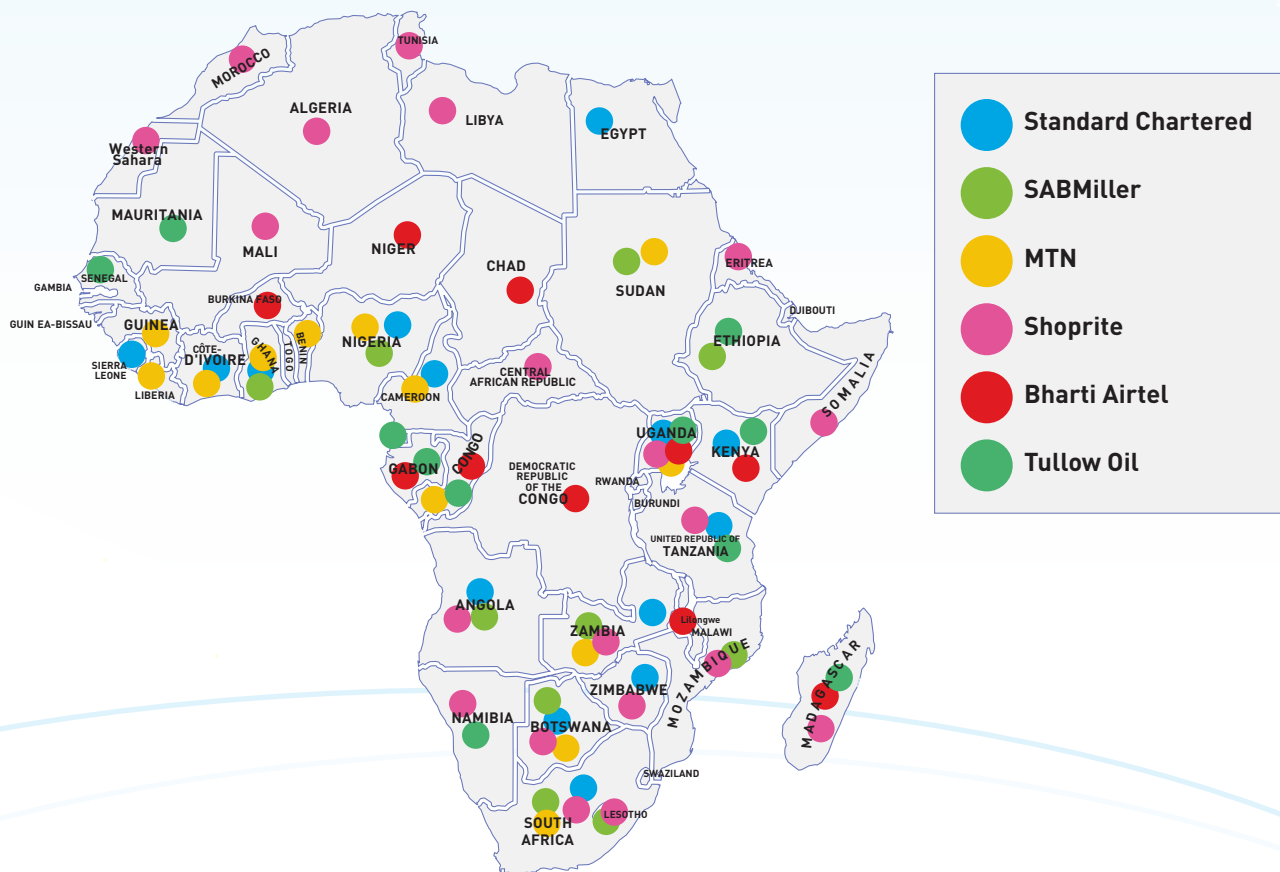 MOROCCO
TUNISIA
ALGERIA
LIBYA
EGYPT
Western
Sahara
MAURITANIA
MALI
NIGER
CHAD
SUDAN
ERITREA
SENEGAL
GAMBIA
BURKINA FASO
DJIBOUTI
GUIN EA-BISSAU
GUINEA
NIGERIA
ETHIOPIA
SIERRA
LEONE
CÔTE-
D'IVOIRE
GHANA
TOGO
BENIN
LIBERIA
CAMEROON
CENTRAL
AFRICAN REPUBLIC
SOMALIA
UGANDA
KENYA
GABON
CONGO
DEMOCRATIC
REPUBLIC
OF THE
CONGO
RWANDA
BURUNDI
UNITED REPUBLIC OF
TANZANIA
ANGOLA
ZAMBIA
Lilongwe
MALAWI
MOZAMBIQUE
ZIMBABWE
MADAGASCAR
NAMIBIA
BOTSWANA
SWAZILAND
LESOTHO
SOUTH
AFRICA
Standard Chartered
SABMiller
MTN
Shoprite
Bharti Airtel
Tullow Oil